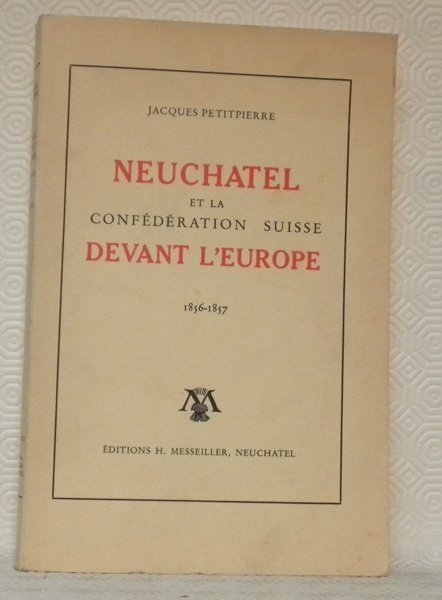 JACQUES PETITPIERRE
NEUCHATEL
ET LA
CONFÉDÉRATION SUISSE
DEVANT L'EUROPE
1856-1857
M
ÉDITIONS H. MESSEILLER, NEUCHATEL